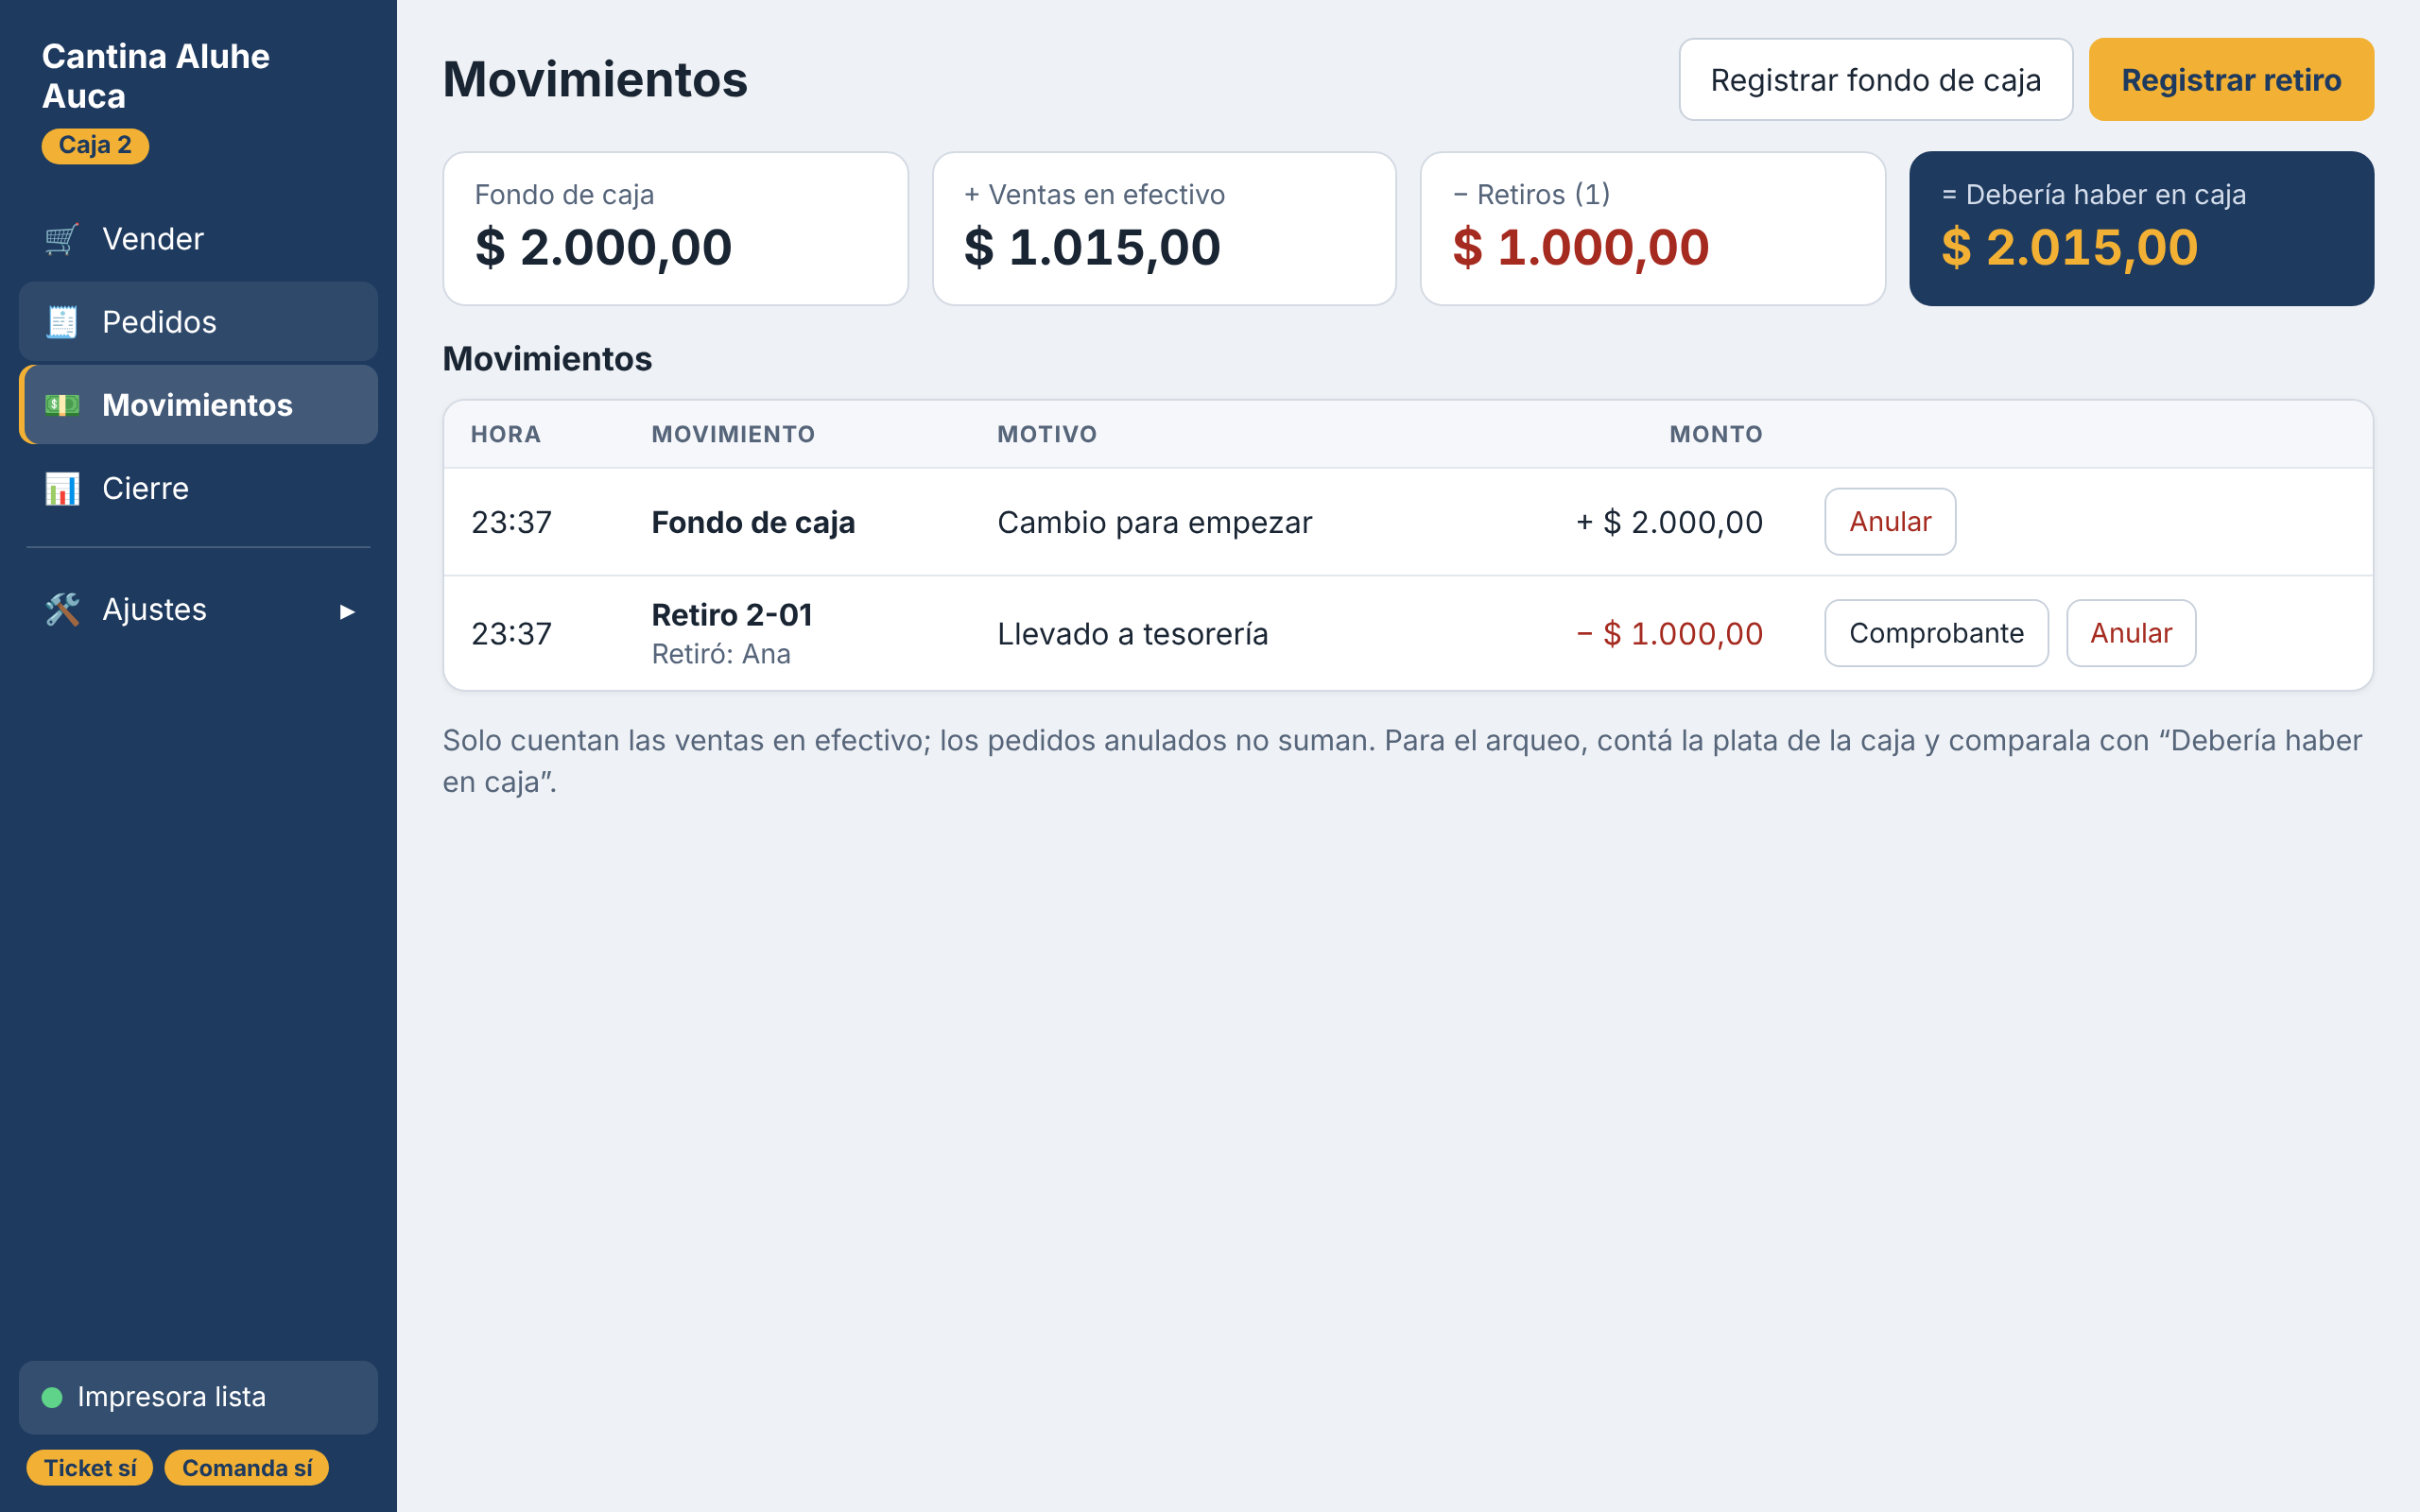 Cantina Aluhe
Auca
Caja 2
Vender
Pedidos
Movimientos
Cierre
Ajustes
Impresora lista
Ticket sí
Comanda sí
Movimientos
Registrar fondo de caja
Registrar retiro
Fondo de caja
$ 2.000,00
+ Ventas en efectivo
$ 1.015,00
− Retiros (1)
$ 1.000,00
= Debería haber en caja
$ 2.015,00
Movimientos
HORA MOVIMIENTO MOTIVO MONTO
23:37 Fondo de caja Cambio para empezar + $ 2.000,00 Anular
23:37 Retiro 2-01 Llevado a tesorería − $ 1.000,00 Comprobante Anular
Retiró: Ana
Solo cuentan las ventas en efectivo; los pedidos anulados no suman. Para el arqueo, contá la plata de la caja y comparala con “Debería haber
en caja”.